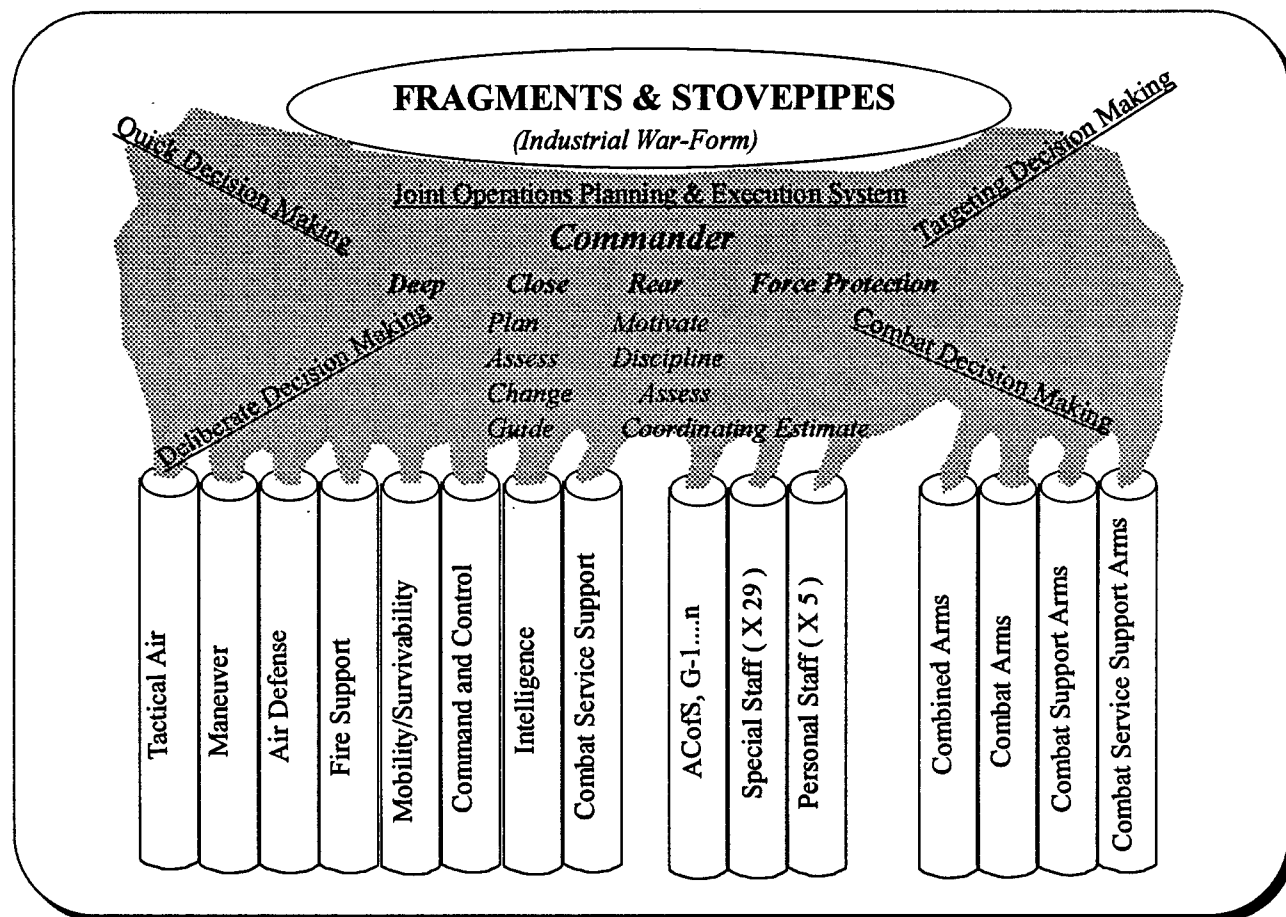 FRAGMENTS & STOVEPIPES
(Industrial War-Form)
Quick Decision Making
Targeting Decision Making
Joint Operations Planning & Execution System
Commander
Deep Close Rear Force Protection
Plan Motivate
Assess Discipline
Change Assess
Guide Coordinating Estimate
Deliberate Decision Making
Combat Decision Making
Tactical Air
Maneuver
Air Defense
Fire Support
Mobility/Survivability
Command and Control
Intelligence
Combat Service Support
ACofS, G-1....n
Special Staff ( X 29 )
Personal Staff ( X 5 )
Combined Arms
Combat Arms
Combat Support Arms
Combat Service Support Arms